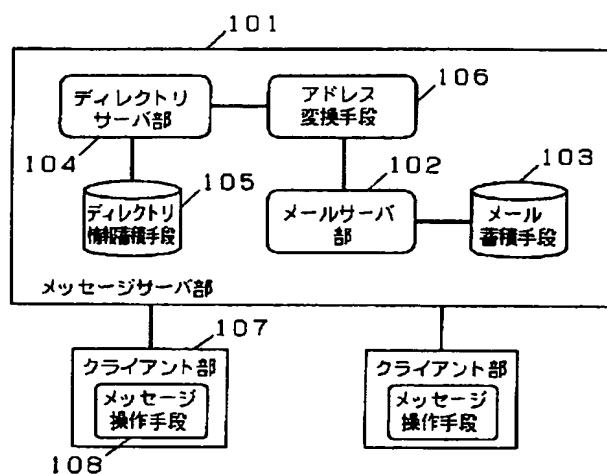 101
106
ディレクトリ
サーバ部
アドレス
変換手段
104
105
102
103
ディレクトリ
情報蓄積手段
メールサーバ
部
メール
蓄積手段
メッセージサーバ部
107
クライアント部
メッセージ
操作手段
108
クライアント部
メッセージ
操作手段